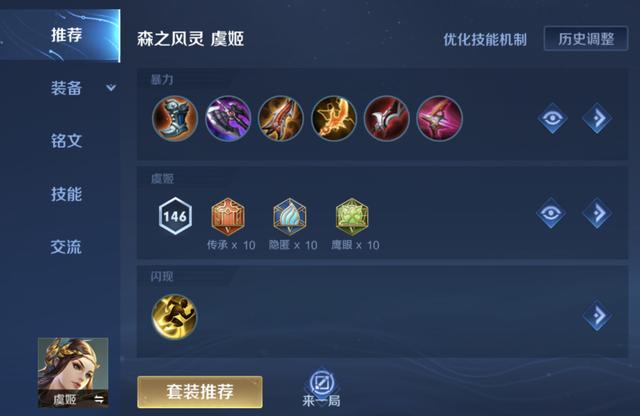 推荐
森之风灵 虞姬
优化技能机制
历史调整
暴力
装备
铭文
虞姬
146
传承 x 10
隐匿 x 10
鹰眼 x 10
技能
交流
闪现
虞姬
套装推荐
来一局